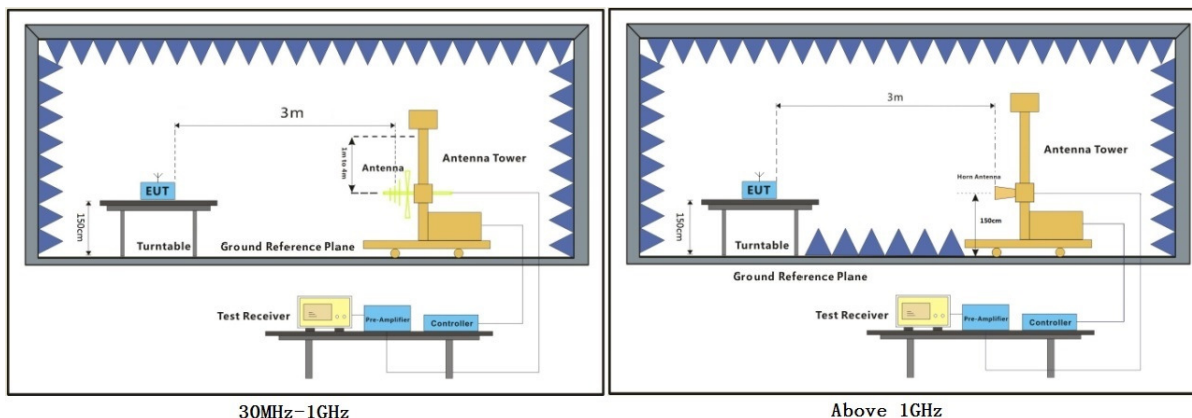 3m
1m to 4m
Antenna
Antenna Tower
EUT
150cm
Turntable
Ground Reference Plane
Test Receiver
Pre-Amplifier
Controller
30MHz-1GHz
3m
Antenna Tower
Horn Antenna
EUT
150cm
150cm
Turntable
Ground Reference Plane
Test Receiver
Pre-Amplifier
Controller
Above 1GHz